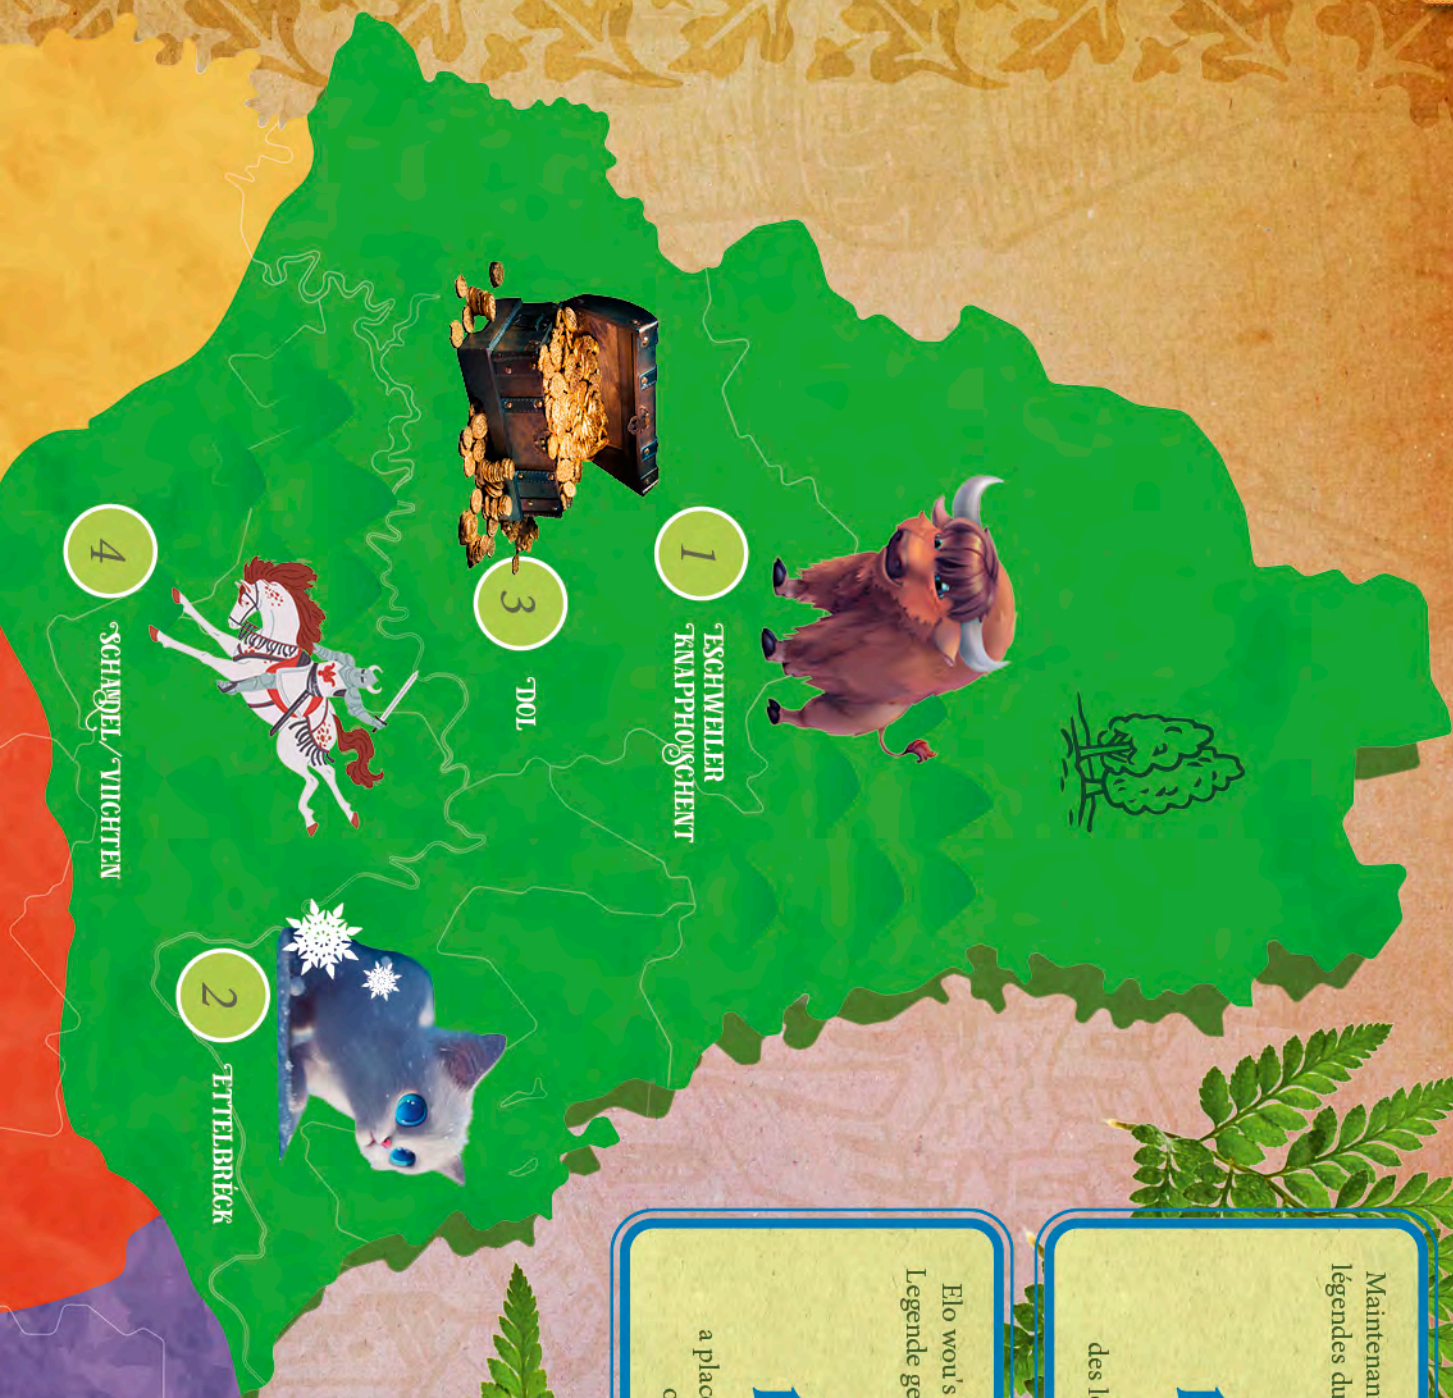 Maintenan
légendes du
des
Elo wou's
Legende ge
a plac
1
ESCHWEILER
KNAPPHOUSCHENT
3
DOL
2
ETTELBRÉCK
4
SCHANDEL/VIICHTEN